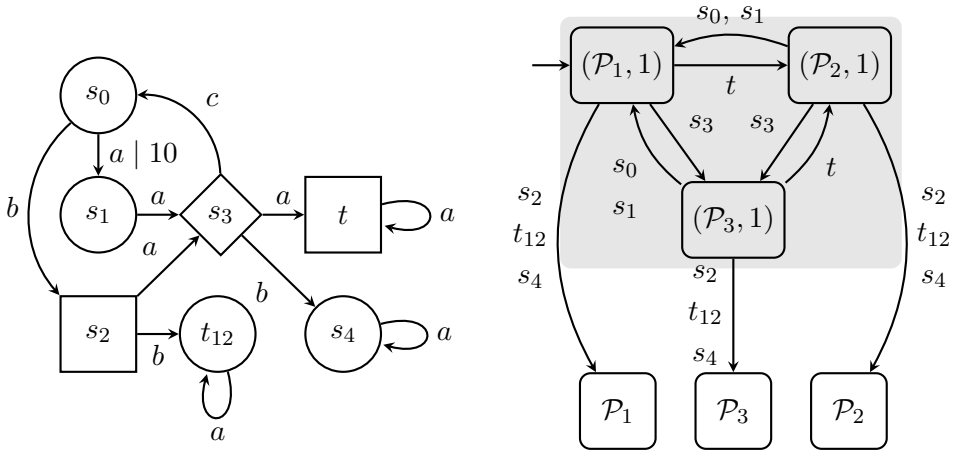 s₀
a | 10
c
b
s₁
a
s₃
a
t
a
a
b
s₂
b
t₁₂
a
s₄
a
s₀, s₁
(𝒫₁, 1)
t
(𝒫₂, 1)
s₃
s₃
s₀
s₁
t
(𝒫₃, 1)
s₂
t₁₂
s₄
s₂
t₁₂
s₄
s₂
t₁₂
s₄
𝒫₁
𝒫₃
𝒫₂